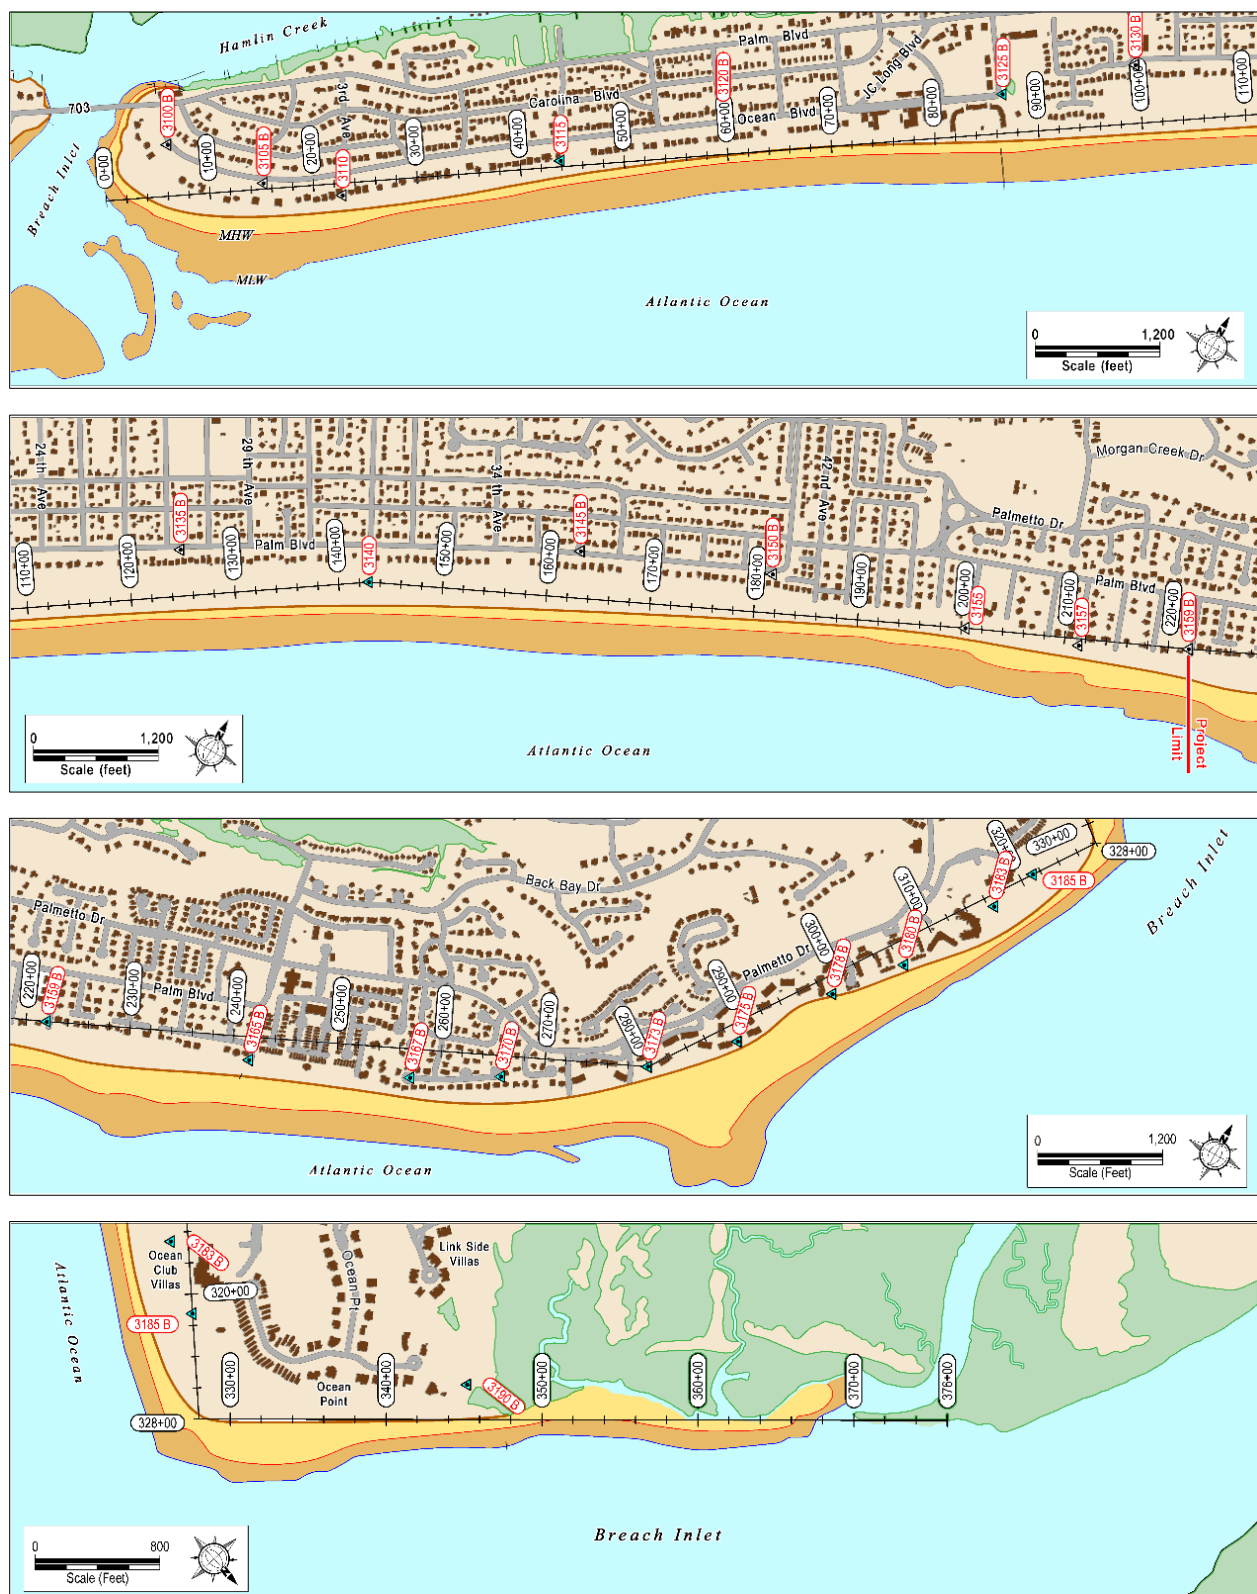 Hamlin Creek
Palm Blvd
3130 B
703
3100 B
3rd Ave
Carolina Blvd
3120 B
JC Long Blvd
3125 B
100+00
110+00
Breach Inlet
0+00
10+00
3105 B
20+00
3110
30+00
40+00
3115
50+00
60+00
Ocean Blvd
70+00
80+00
90+00
MHW
MLW
Atlantic Ocean
0 1,200
Scale (feet)
N
24 th Ave
29 th Ave
34 th Ave
42nd Ave
Morgan Creek Dr
Palmetto Dr
3135 B
3145 B
3150 B
110+00
120+00
130+00
Palm Blvd
140+00
3140
150+00
160+00
170+00
180+00
190+00
200+00
3155
210+00
3157
Palm Blvd
220+00
3159 B
Project
Limit
0 1,200
Scale (feet)
Atlantic Ocean
Back Bay Dr
320+00
330+00
328+00
3183 B
3185 B
Breach Inlet
Palmetto Dr
310+00
3180 B
220+00
3159 B
230+00
Palm Blvd
240+00
3165 B
250+00
3167 B
260+00
3170 B
270+00
280+00
3173 B
290+00
3175 B
Palmetto Dr
300+00
3178 B
Atlantic Ocean
0 1,200
Scale (Feet)
Atlantic Ocean
Ocean
Club
Villas
3183 B
320+00
3185 B
Ocean Pt
Link Side
Villas
328+00
330+00
Ocean
Point
340+00
3190 B
350+00
360+00
370+00
376+00
Breach Inlet
0 800
Scale (Feet)